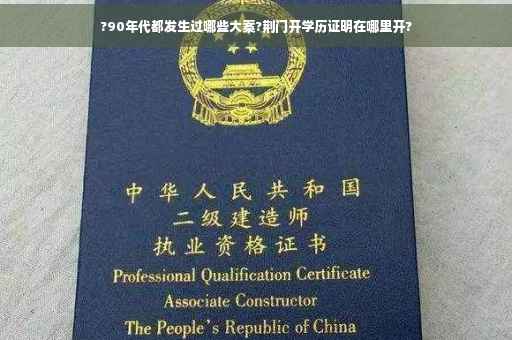 ?90年代都发生过哪些大案?荆门开学历证明在哪里开?
中华人民共和国
二级建造师
执业资格证书
Professional Qualification Certificate
Associate Constructor
The People's Republic of China